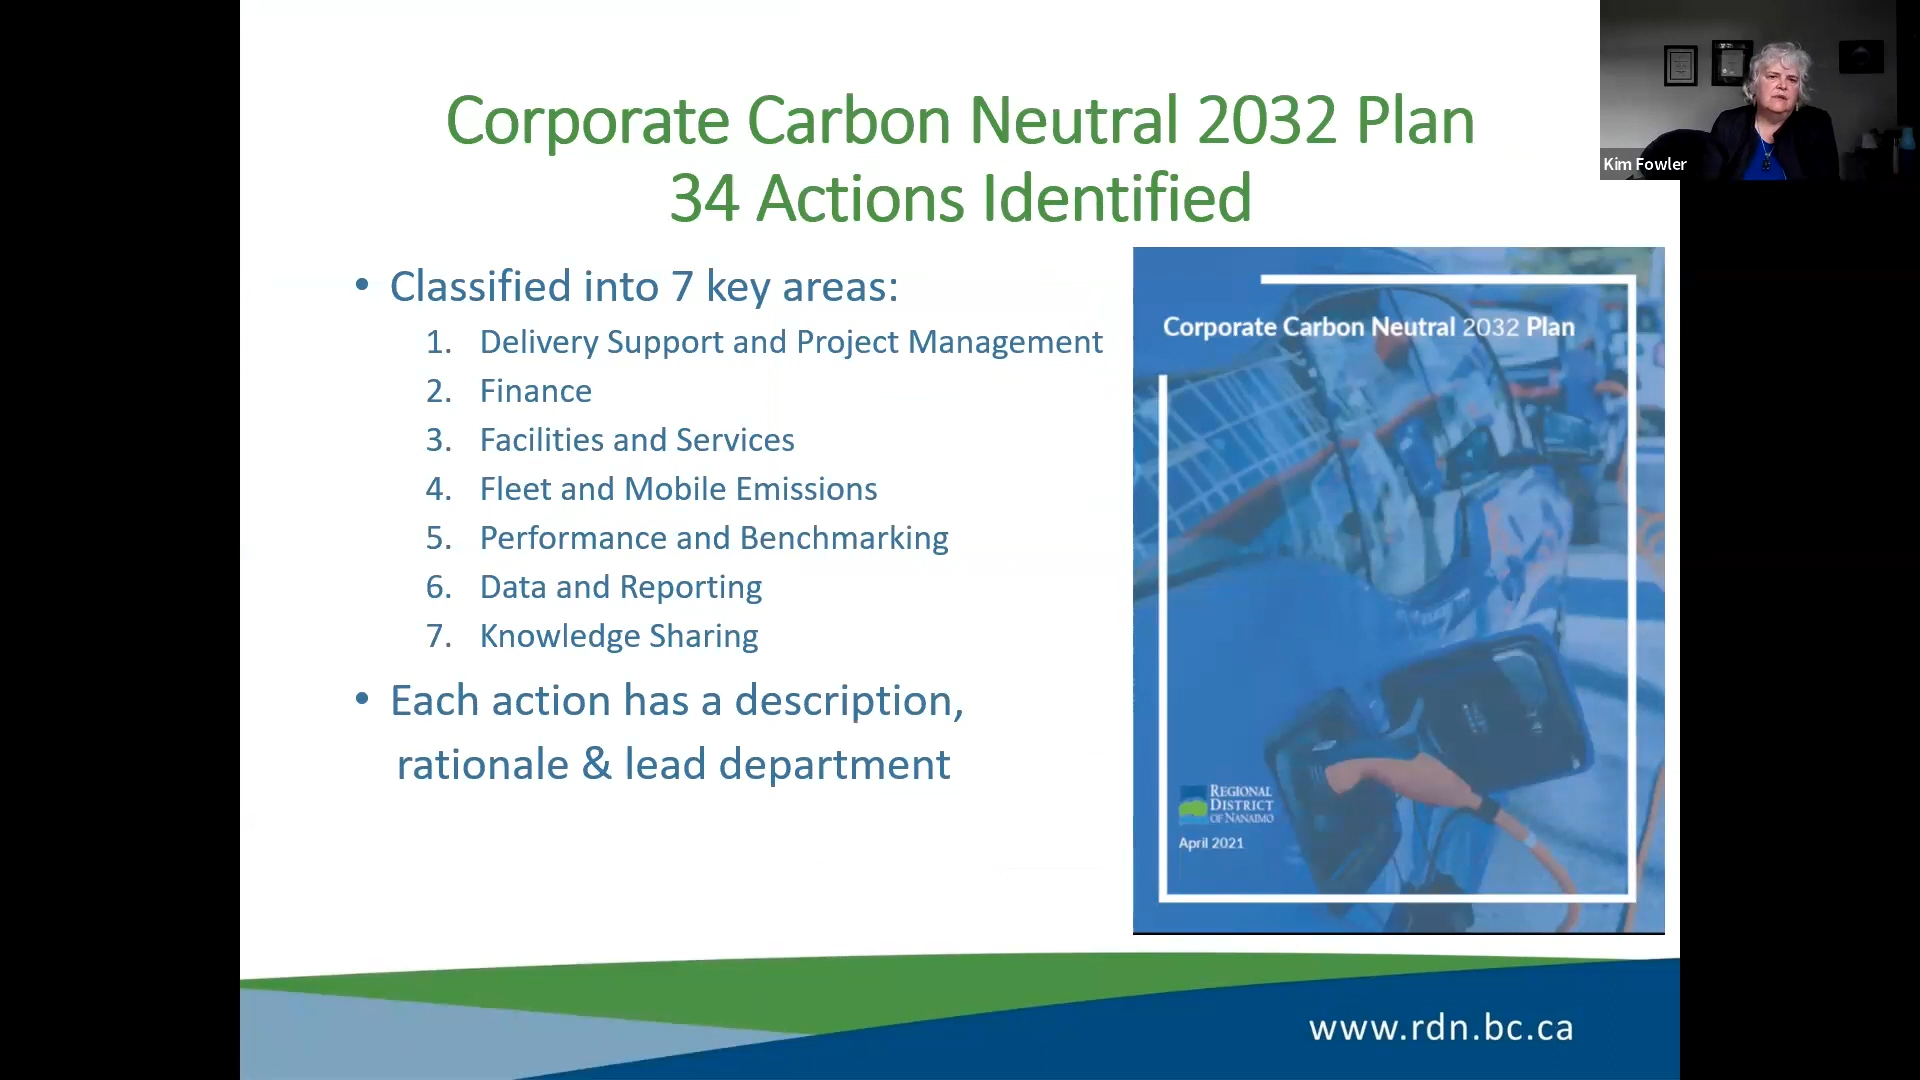 Corporate Carbon Neutral 2032 Plan
34 Actions Identified
Kim Fowler
• Classified into 7 key areas:
1. Delivery Support and Project Management
2. Finance
3. Facilities and Services
4. Fleet and Mobile Emissions
5. Performance and Benchmarking
6. Data and Reporting
7. Knowledge Sharing
• Each action has a description,
rationale & lead department
Corporate Carbon Neutral 2032 Plan
REGIONAL
DISTRICT
OF NANAIMO
April 2021
www.rdn.bc.ca